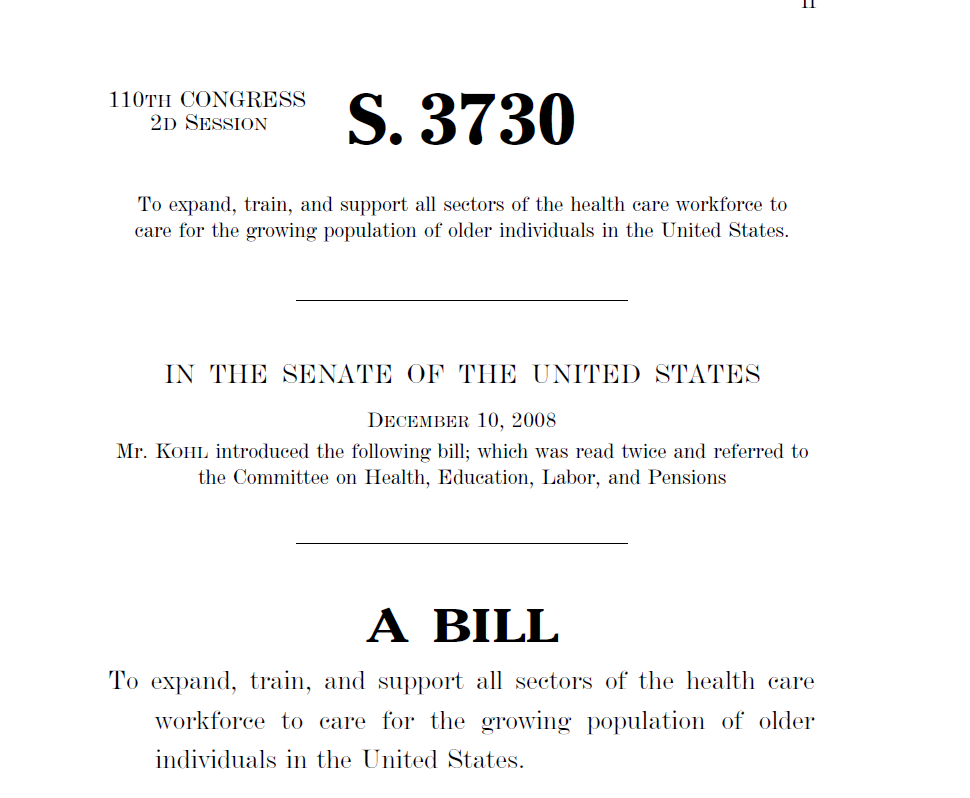 II
110TH CONGRESS
2D SESSION
S. 3730
To expand, train, and support all sectors of the health care workforce to
care for the growing population of older individuals in the United States.
IN THE SENATE OF THE UNITED STATES
DECEMBER 10, 2008
Mr. KOHL introduced the following bill; which was read twice and referred to
the Committee on Health, Education, Labor, and Pensions
A BILL
To expand, train, and support all sectors of the health care
workforce to care for the growing population of older
individuals in the United States.